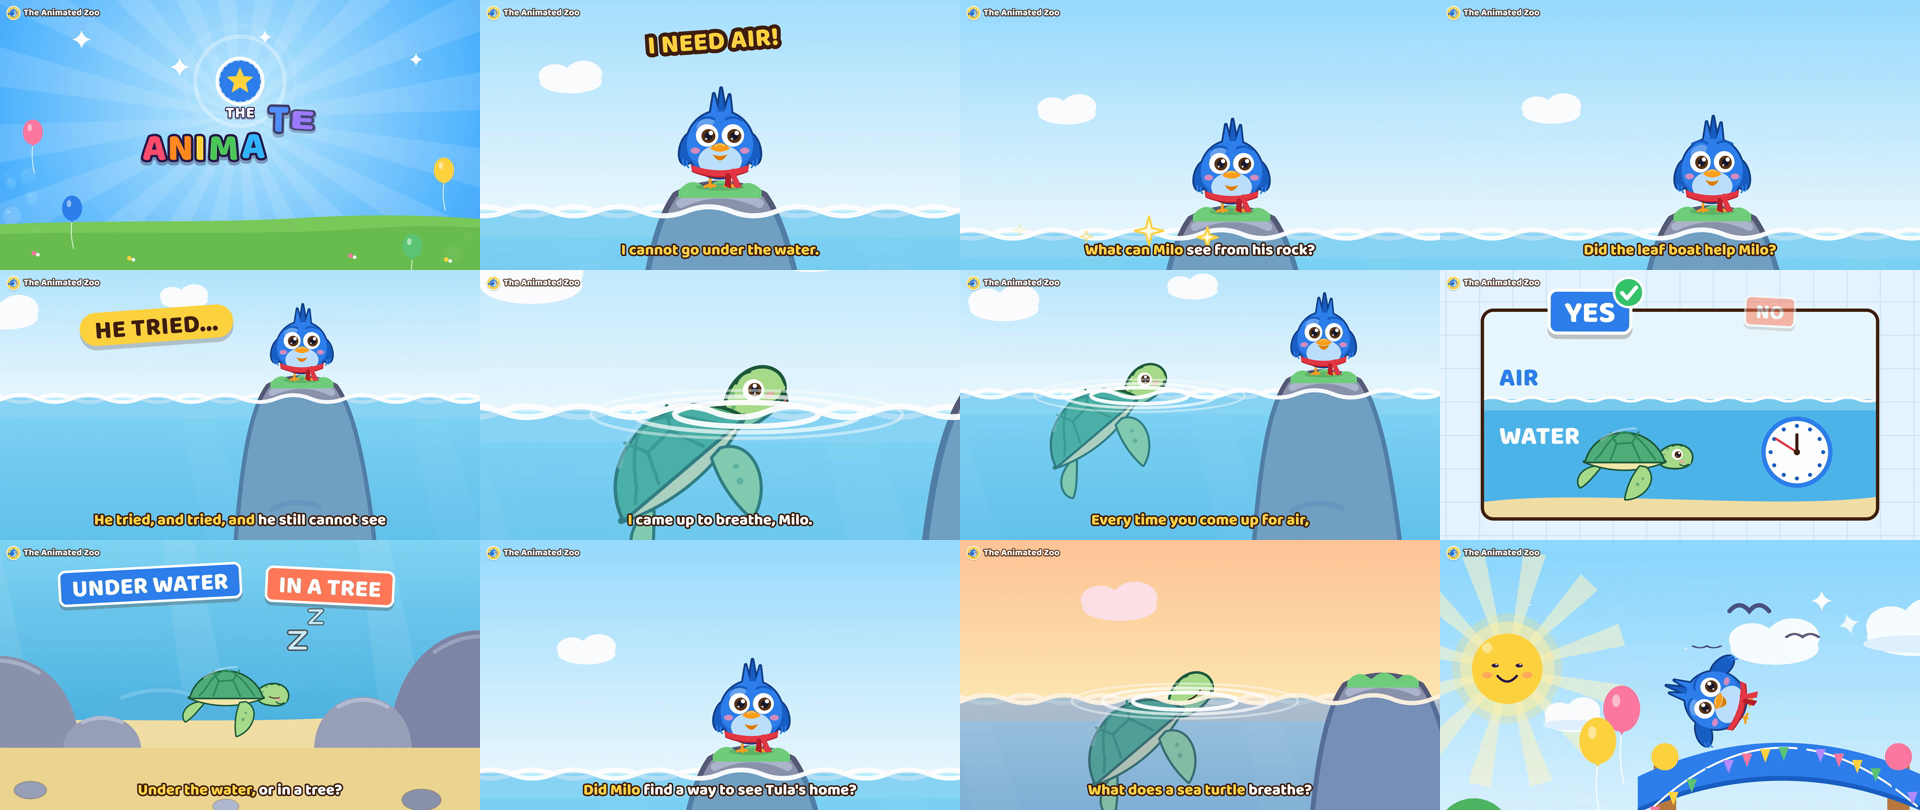 The Animated Zoo
THE
ANIMA TE
The Animated Zoo
I NEED AIR!
I cannot go under the water.
The Animated Zoo
What can Milo see from his rock?
The Animated Zoo
Did the leaf boat help Milo?
The Animated Zoo
HE TRIED...
He tried, and tried, and he still cannot see
The Animated Zoo
I came up to breathe, Milo.
The Animated Zoo
Every time you come up for air,
The Animated Zoo
YES
NO
AIR
WATER
The Animated Zoo
UNDER WATER
IN A TREE
Z
Z
Under the water, or in a tree?
The Animated Zoo
Did Milo find a way to see Tula's home?
The Animated Zoo
What does a sea turtle breathe?
The Animated Zoo